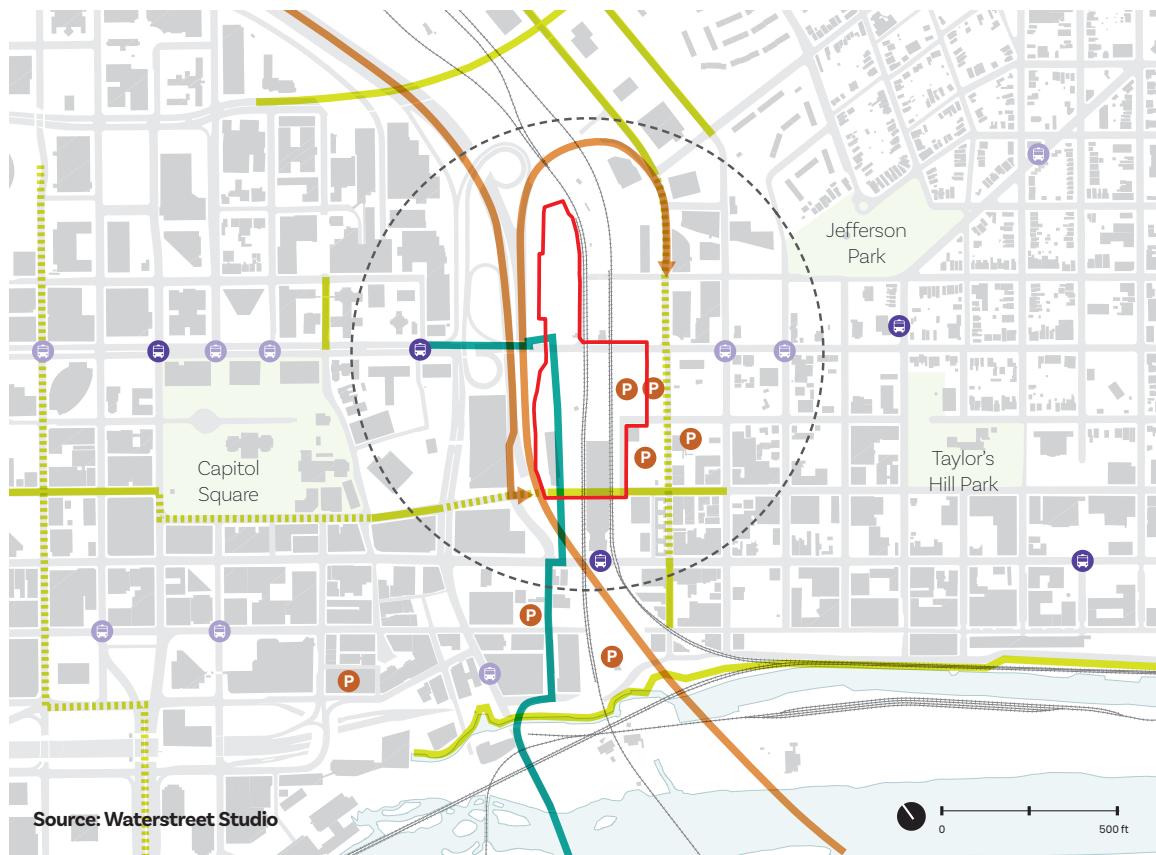 Jefferson
Park
P
P
P
P
Capitol
Square
Taylor's
Hill Park
P
P
P
Source: Waterstreet Studio
0
500 ft